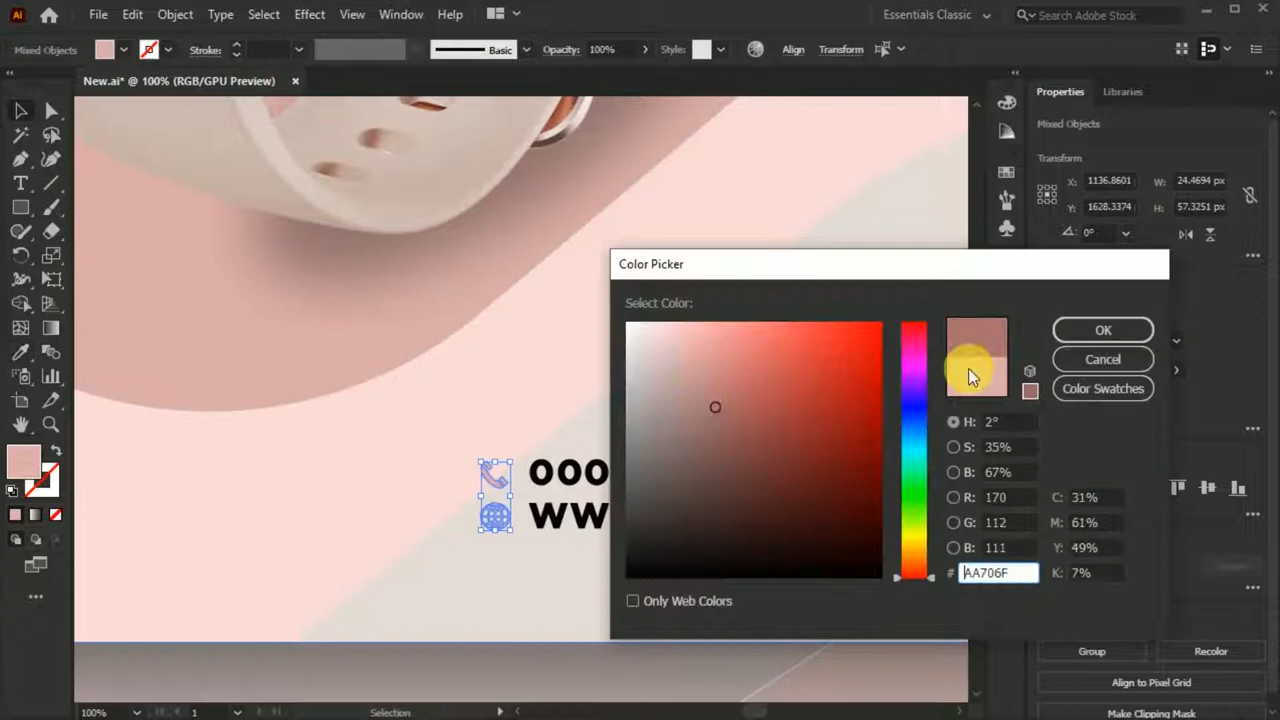 Ai File Edit Object Type Select Effect View Window Help Essentials Classic Search Adobe Stock
Mixed Objects Stroke: Basic Opacity: 100% Style: Align Transform
New.ai* @ 100% (RGB/GPU Preview)
Properties Libraries
Mixed Objects
Transform
X: 1136.8601 W: 24.4694 px
Y: 1628.3374 H: 57.3251 px
0°
Color Picker
Select Color:
OK
Cancel
Color Swatches
H: 2°
S: 35%
B: 67%
R: 170 C: 31%
G: 112 M: 61%
B: 111 Y: 49%
# AA706F K: 7%
Only Web Colors
000
WW
Group Recolor
Align to Pixel Grid
Make Clipping Mask
100% 1 Selection